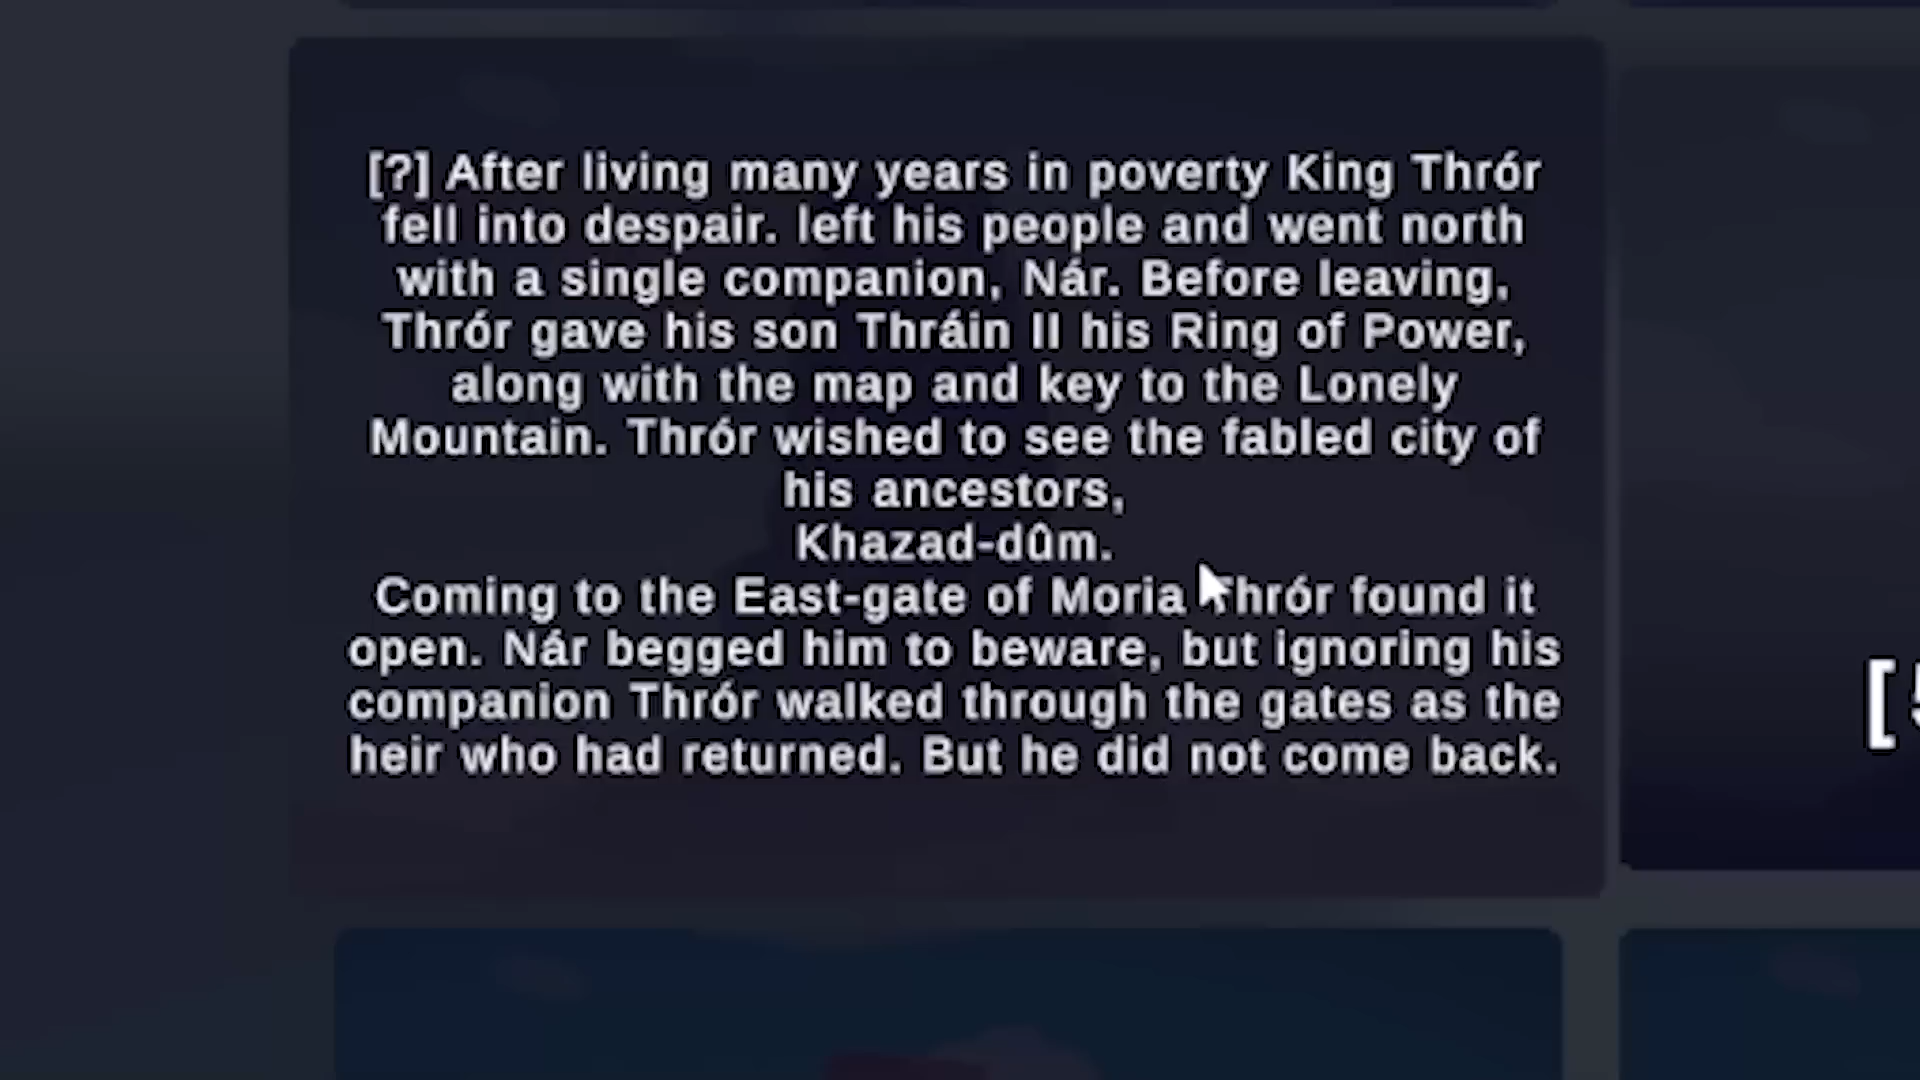 [?] After living many years in poverty King Thrór
fell into despair. left his people and went north
with a single companion, Nár. Before leaving,
Thrór gave his son Thráin II his Ring of Power,
along with the map and key to the Lonely
Mountain. Thrór wished to see the fabled city of
his ancestors,
Khazad-dûm.
Coming to the East-gate of Moria Thrór found it
open. Nár begged him to beware, but ignoring his
companion Thrór walked through the gates as the
heir who had returned. But he did not come back.